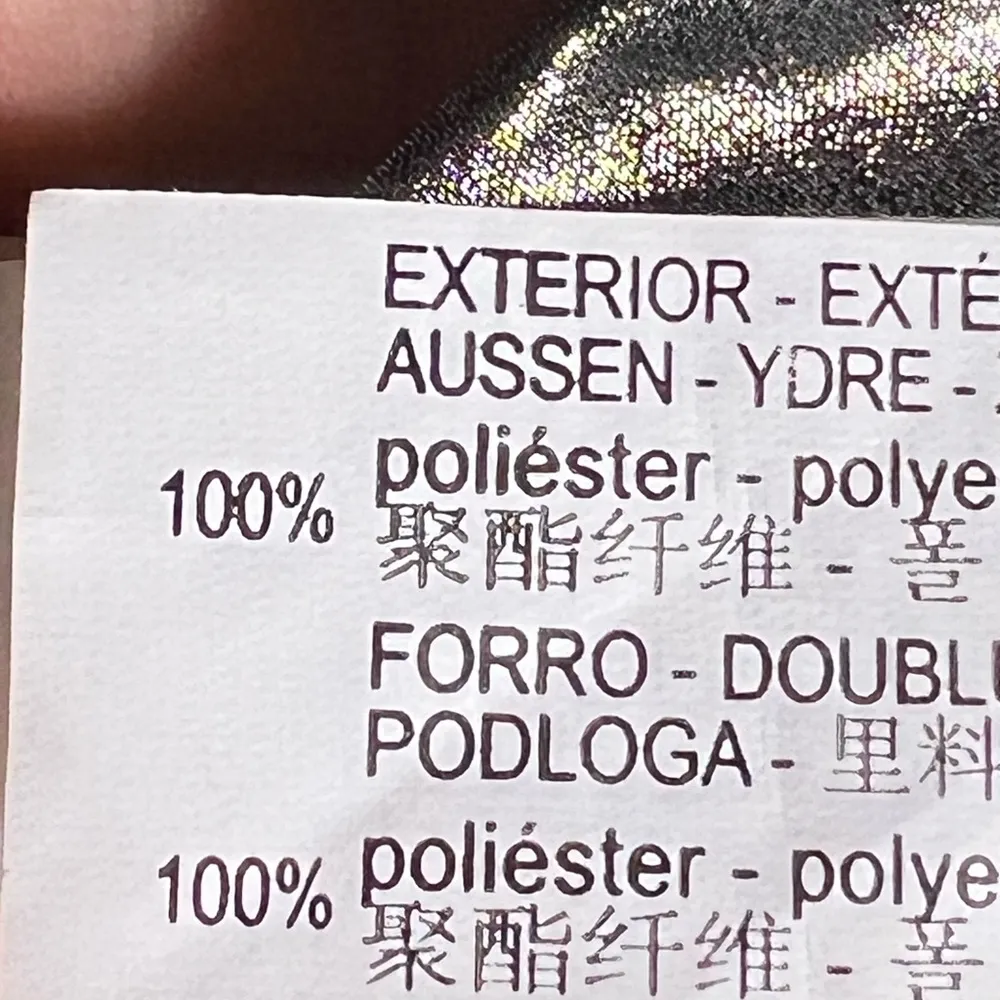 EXTERIOR - EXTÉ
AUSSEN - YDRE -
100% poliéster - polye
聚酯纤维 -
FORRO - DOUBL
PODLOGA - 里料
100% poliéster - polye
聚酯纤维 -